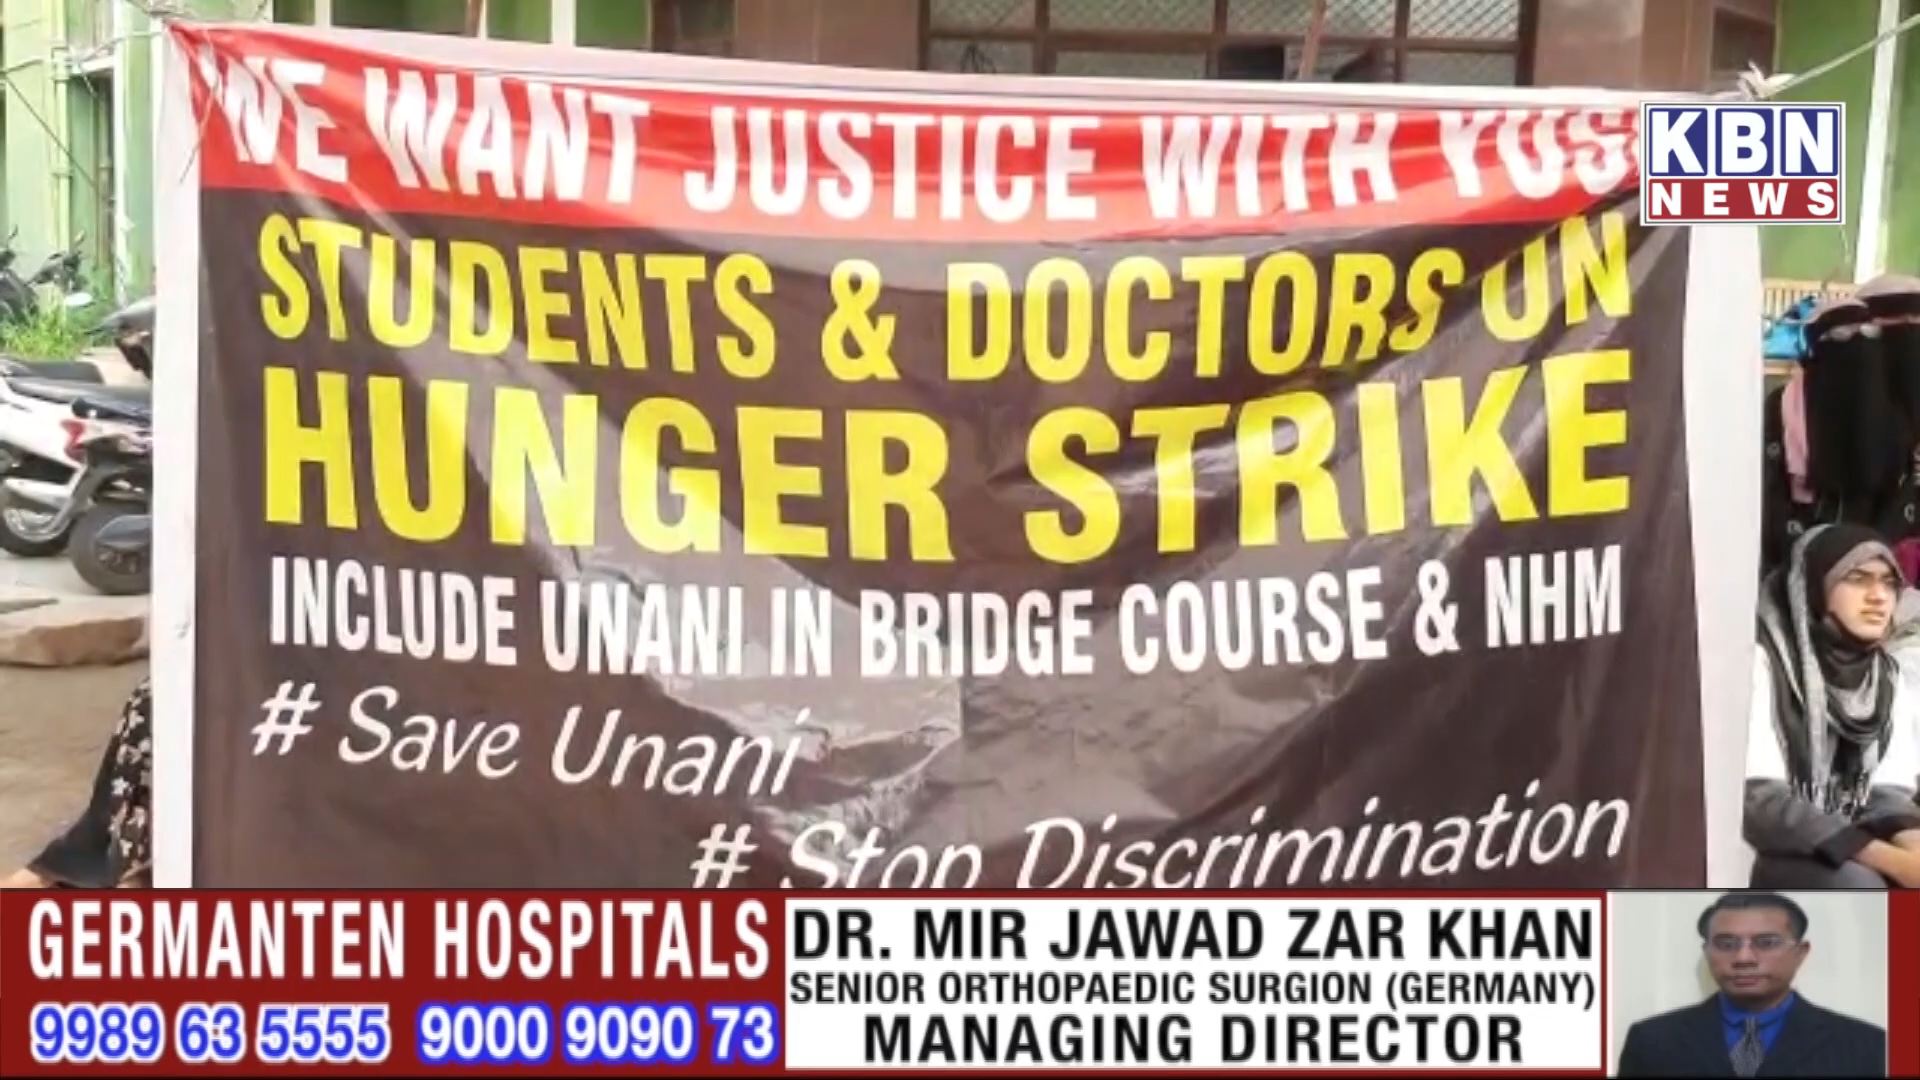 WE WANT JUSTICE WITH
KBN
NEWS
STUDENTS & DOCTORS ON
HUNGER STRIKE
INCLUDE UNANI IN BRIDGE COURSE & NHM
# Save Unani
# Stop Discrimination
GERMANTEN HOSPITALS
9989 63 5555 9000 9090 73
DR. MIR JAWAD ZAR KHAN
SENIOR ORTHOPAEDIC SURGION (GERMANY)
MANAGING DIRECTOR